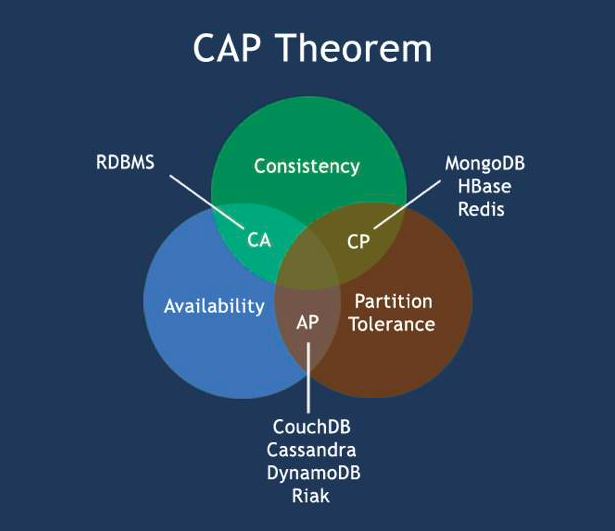 CAP Theorem
RDBMS
Consistency
MongoDB
HBase
Redis
CA
CP
Availability
Partition
Tolerance
AP
CouchDB
Cassandra
DynamoDB
Riak